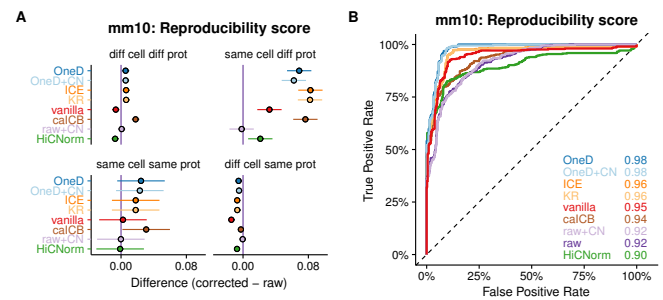 A
mm10: Reproducibility score
diff cell diff prot
same cell diff prot
OneD
OneD+CN
ICE
KR
vanilla
caICB
raw+CN
HiCNorm
same cell same prot
diff cell same prot
OneD
OneD+CN
ICE
KR
vanilla
caICB
raw+CN
HiCNorm
0.00
0.08
0.00
0.08
Difference (corrected − raw)
B
mm10: Reproducibility score
True Positive Rate
100%
75%
50%
25%
0%
OneD 0.98
OneD+CN 0.98
ICE 0.96
KR 0.96
vanilla 0.95
caICB 0.94
raw+CN 0.92
raw 0.92
HiCNorm 0.90
0%
25%
50%
75%
100%
False Positive Rate